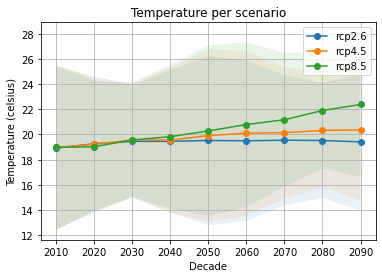 Temperature per scenario
Temperature (celsius)
28
26
24
22
20
18
16
14
12
rcp2.6
rcp4.5
rcp8.5
2010 2020 2030 2040 2050 2060 2070 2080 2090
Decade